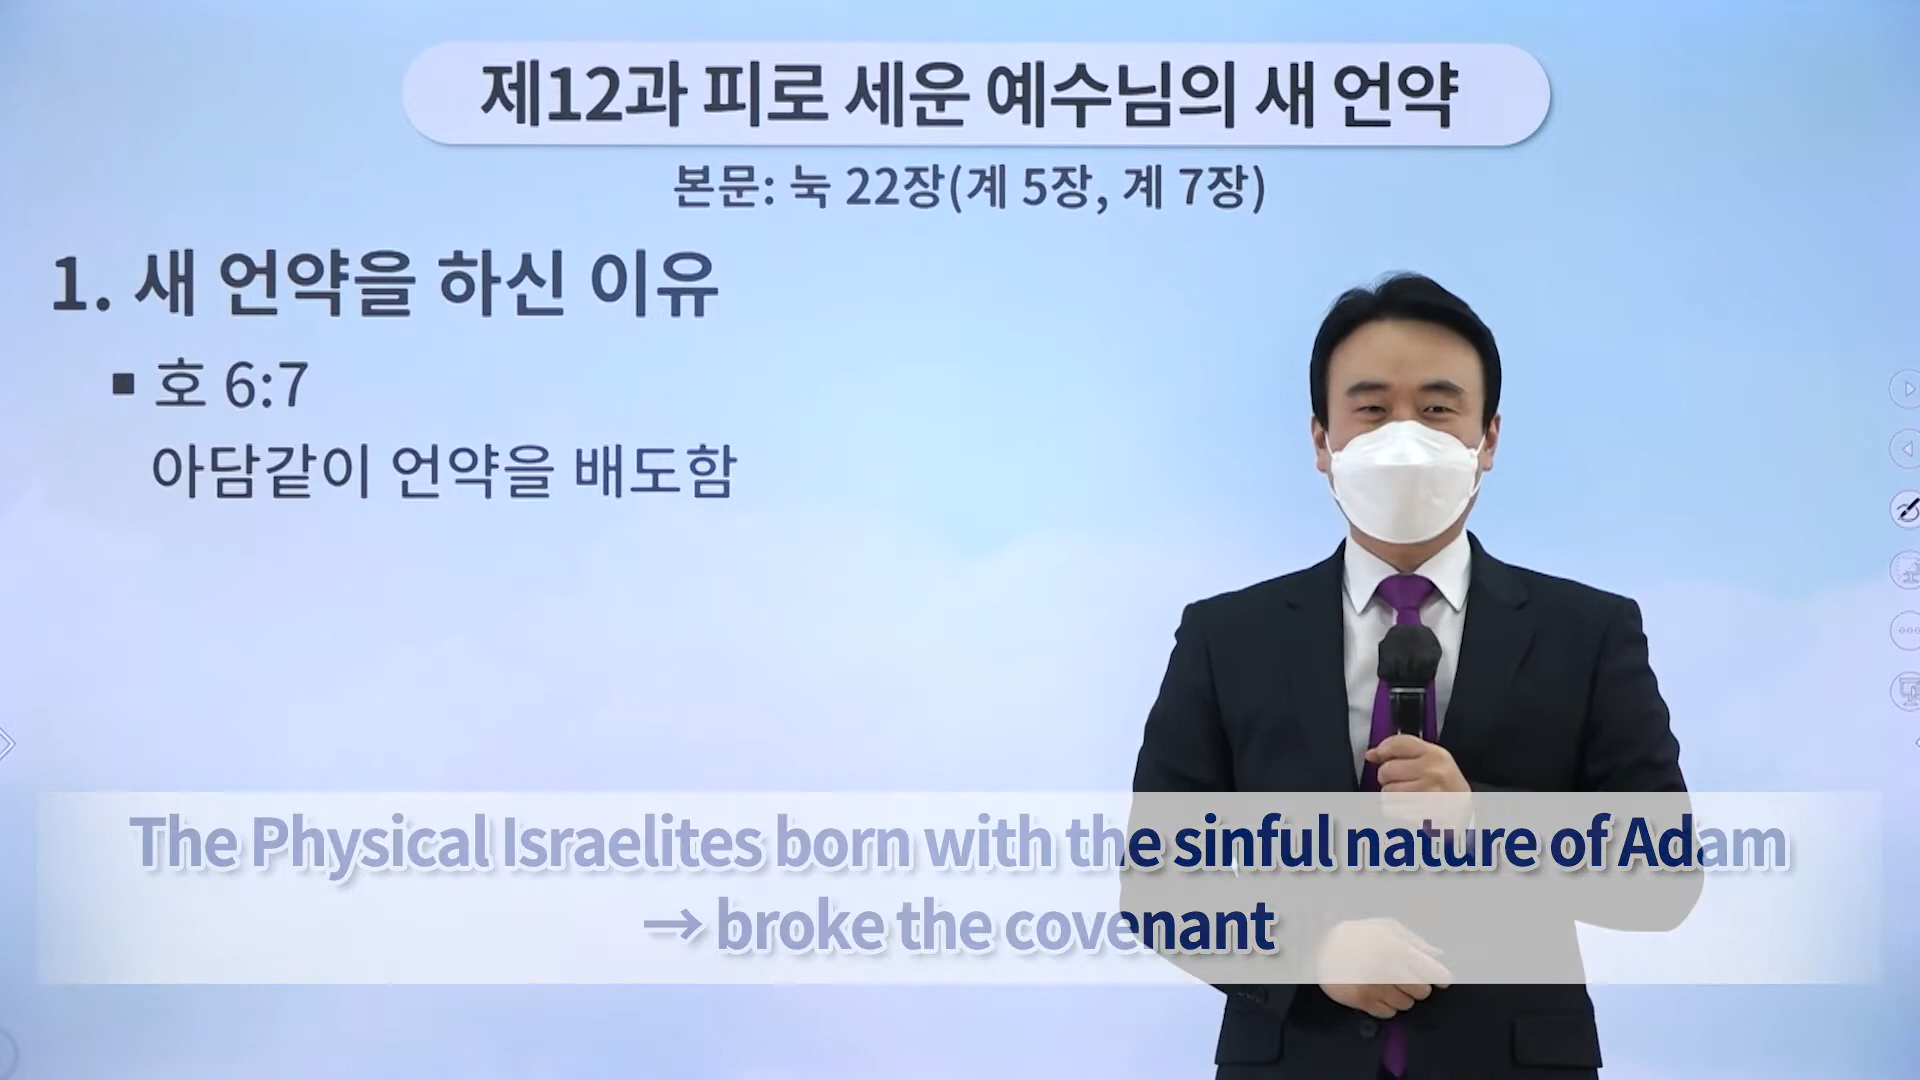 제12과 피로 세운 예수님의 새 언약
본문: 눅 22장(계 5장, 계 7장)
1. 새 언약을 하신 이유
▪ 호 6:7
아담같이 언약을 배도함
The Physical Israelites born with the sinful nature of Adam
→ broke the covenant